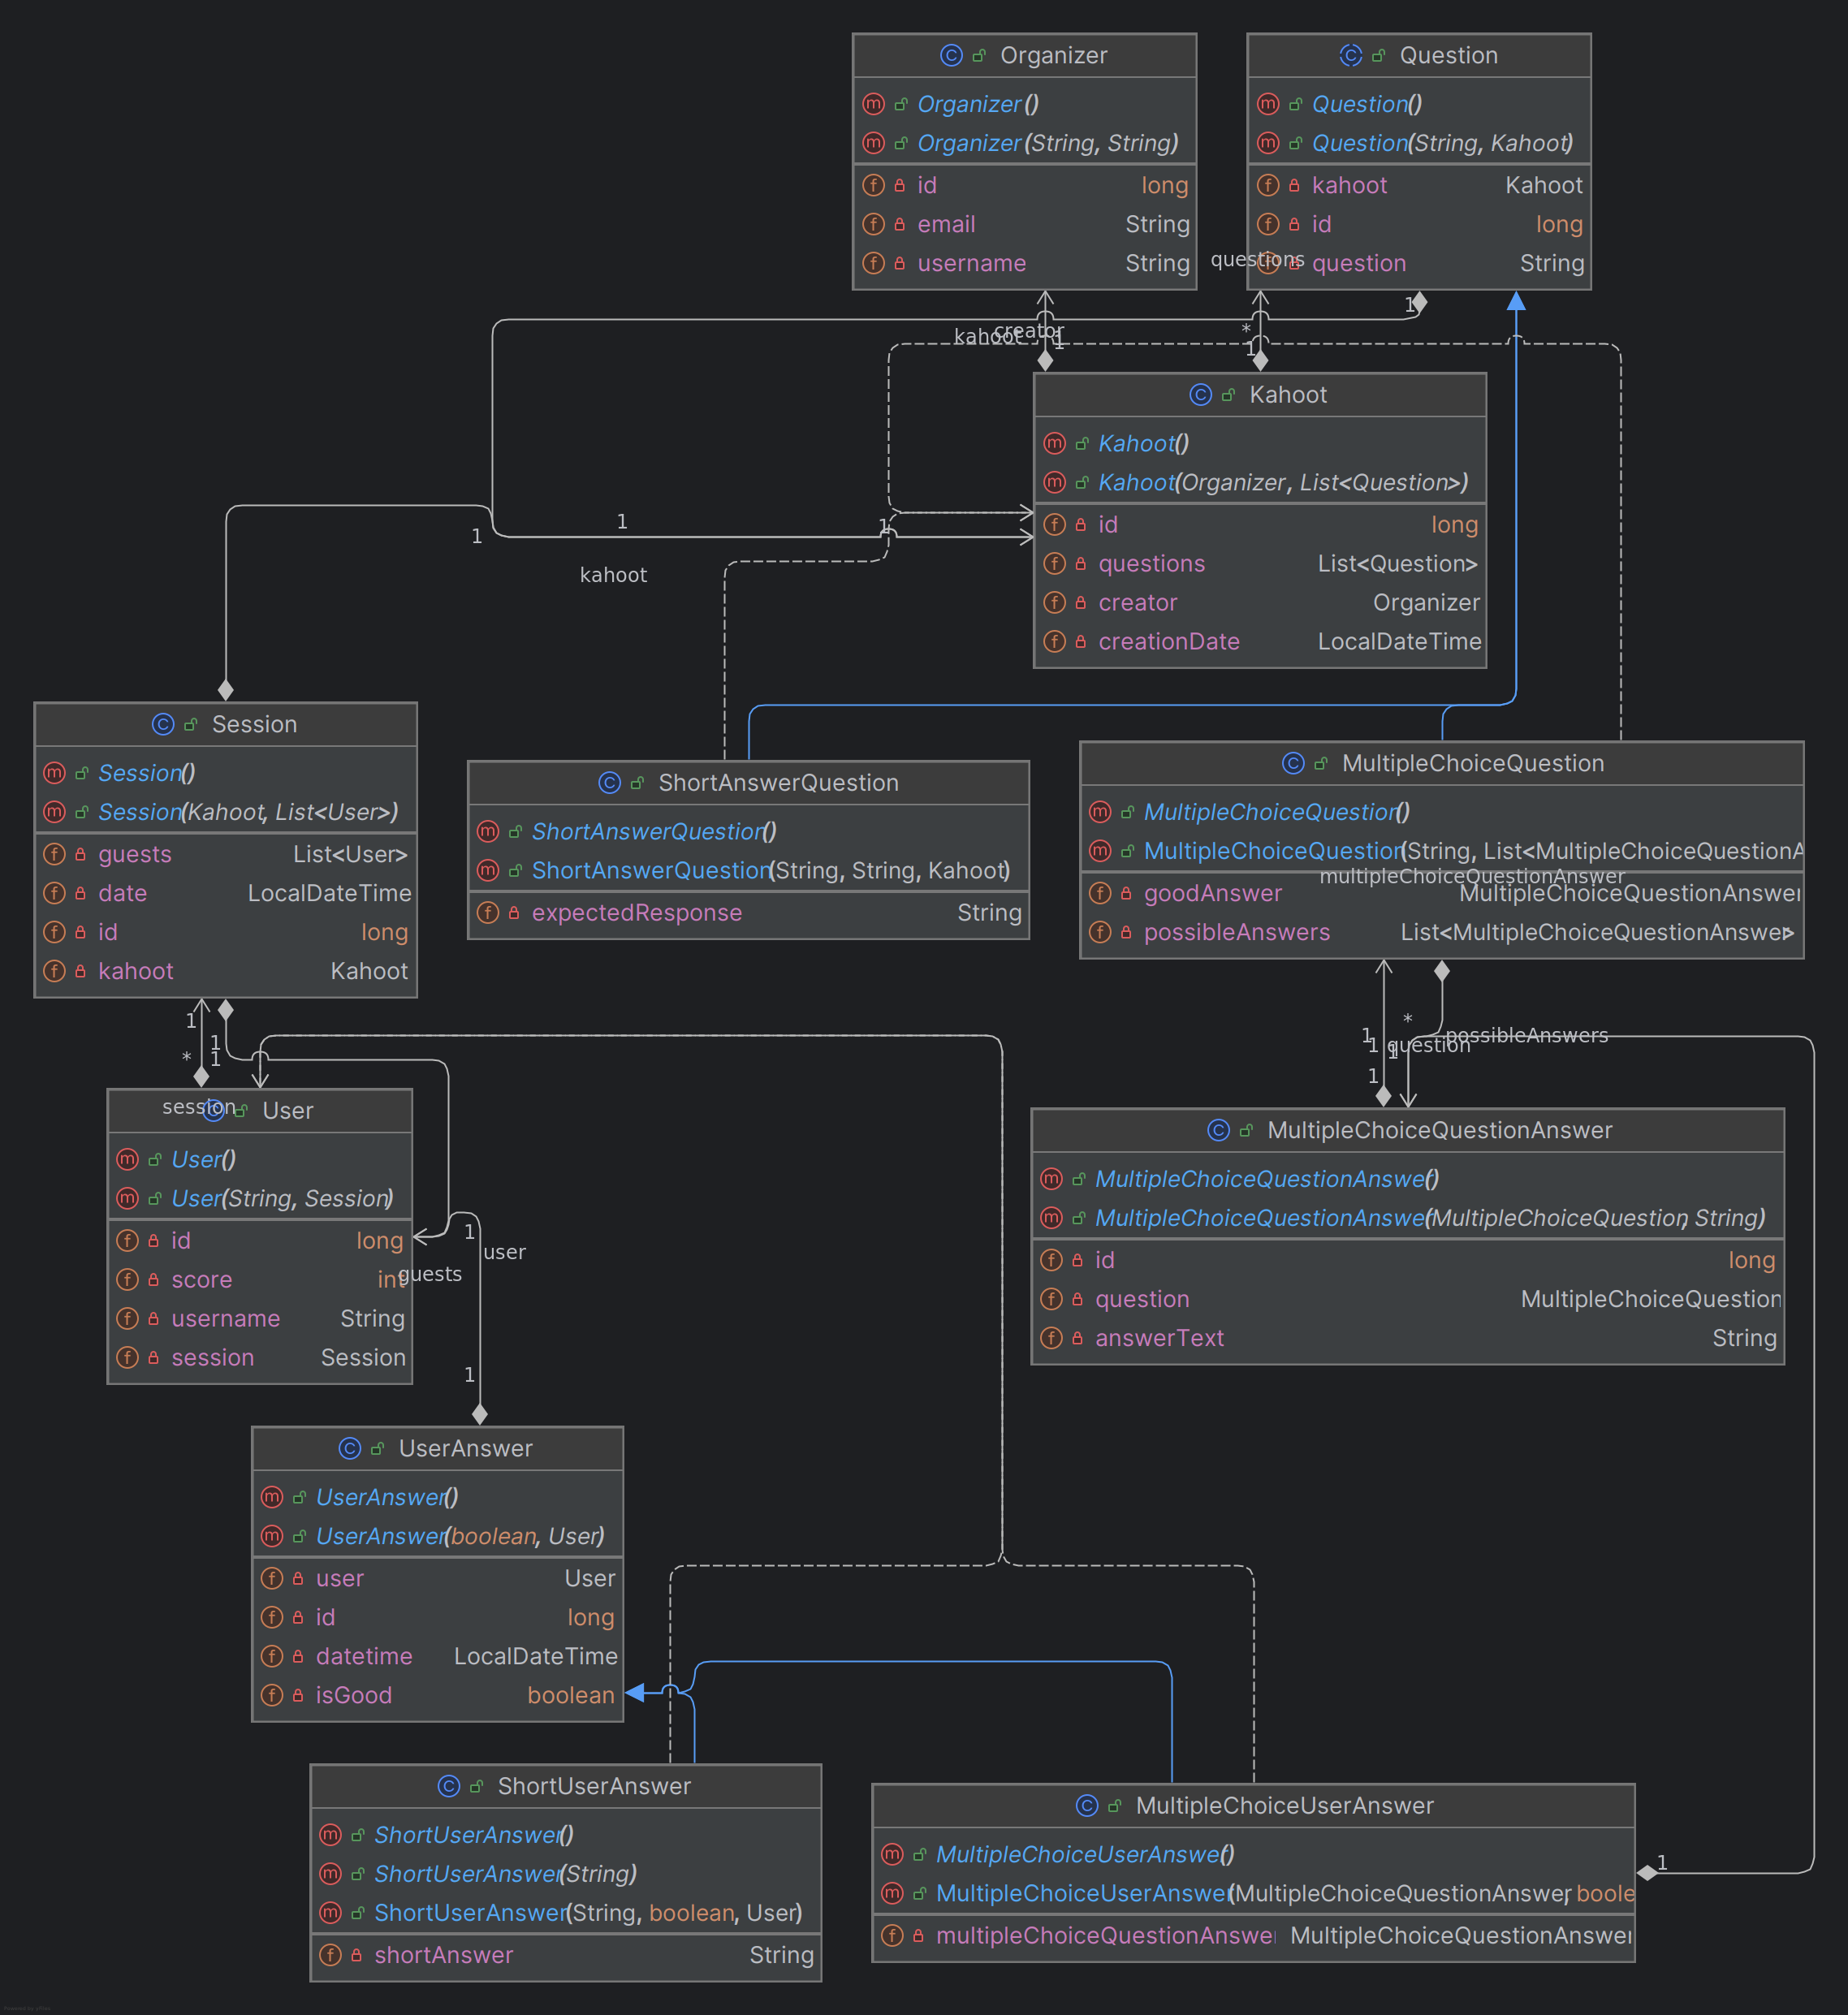 Organizer
Organizer()
Organizer(String, String)
id long
email String
username String
Question
Question()
Question(String, Kahoot)
kahoot Kahoot
id long
question String
questions
1
kahoot
creator
1
*
1
Kahoot
Kahoot()
Kahoot(Organizer, List<Question>)
id long
questions List<Question>
creator Organizer
creationDate LocalDateTime
1
1
1
kahoot
Session
Session()
Session(Kahoot, List<User>)
guests List<User>
date LocalDateTime
id long
kahoot Kahoot
ShortAnswerQuestion
ShortAnswerQuestion()
ShortAnswerQuestion(String, String, Kahoot)
expectedResponse String
MultipleChoiceQuestion
MultipleChoiceQuestion()
MultipleChoiceQuestion(String, List<MultipleChoiceQuestionA
multipleChoiceQuestionAnswer
goodAnswer MultipleChoiceQuestionAnswer
possibleAnswers List<MultipleChoiceQuestionAnswer>
1
1
* 1
session
*
1
1 question
1
possibleAnswers
1
User
User()
User(String, Session)
id long
score int
username String
session Session
1
user
guests
1
MultipleChoiceQuestionAnswer
MultipleChoiceQuestionAnswer()
MultipleChoiceQuestionAnswer(MultipleChoiceQuestion, String)
id long
question MultipleChoiceQuestion
answerText String
UserAnswer
UserAnswer()
UserAnswer(boolean, User)
user User
id long
datetime LocalDateTime
isGood boolean
ShortUserAnswer
ShortUserAnswer()
ShortUserAnswer(String)
ShortUserAnswer(String, boolean, User)
shortAnswer String
MultipleChoiceUserAnswer
MultipleChoiceUserAnswer()
MultipleChoiceUserAnswer(MultipleChoiceQuestionAnswer, boole
multipleChoiceQuestionAnswer MultipleChoiceQuestionAnswer
1